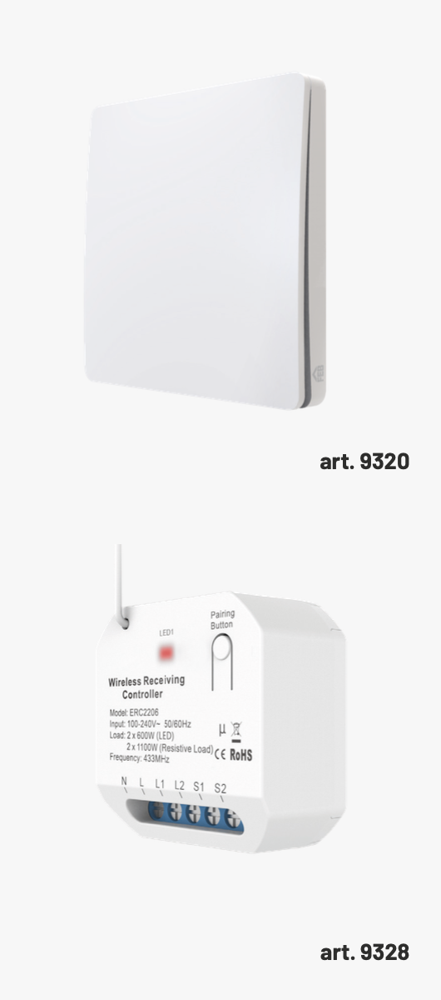 FEB
art. 9320
LED1
Pairing
Button
Wireless Receiving
Controller
Model: ERC2206
Input: 100-240V~ 50/60Hz
Load: 2 x 600W (LED)
2 x 1100W (Resistive Load)
Frequency: 433MHz
μ
CE RoHS
N L L1 L2 S1 S2
art. 9328